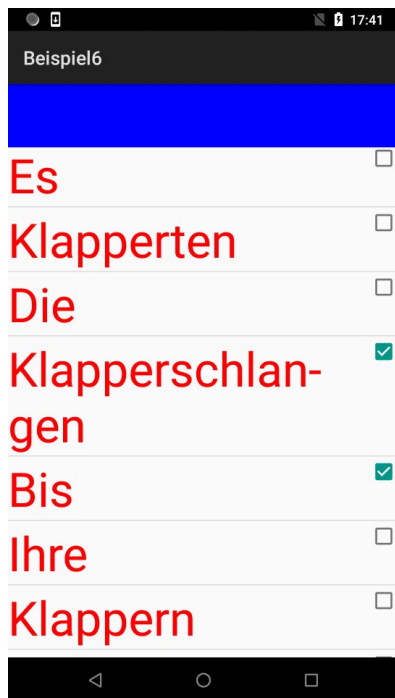 17:41
Beispiel6
Es
Klapperten
Die
Klapperschlan-
gen
Bis
Ihre
Klappern